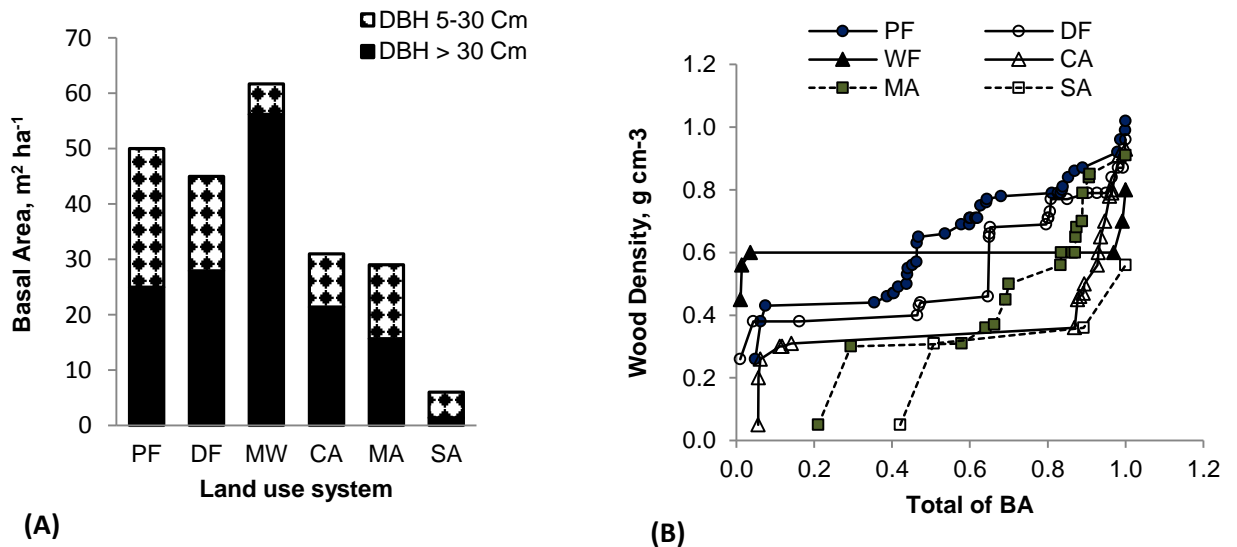 DBH 5-30 Cm
DBH > 30 Cm
Basal Area, m² ha⁻¹
70
60
50
40
30
20
10
0
PF DF MW CA MA SA
Land use system
(A)
PF DF
WF CA
MA SA
Wood Density, g cm-3
1.2
1.0
0.8
0.6
0.4
0.2
0.0
0.0 0.2 0.4 0.6 0.8 1.0 1.2
Total of BA
(B)